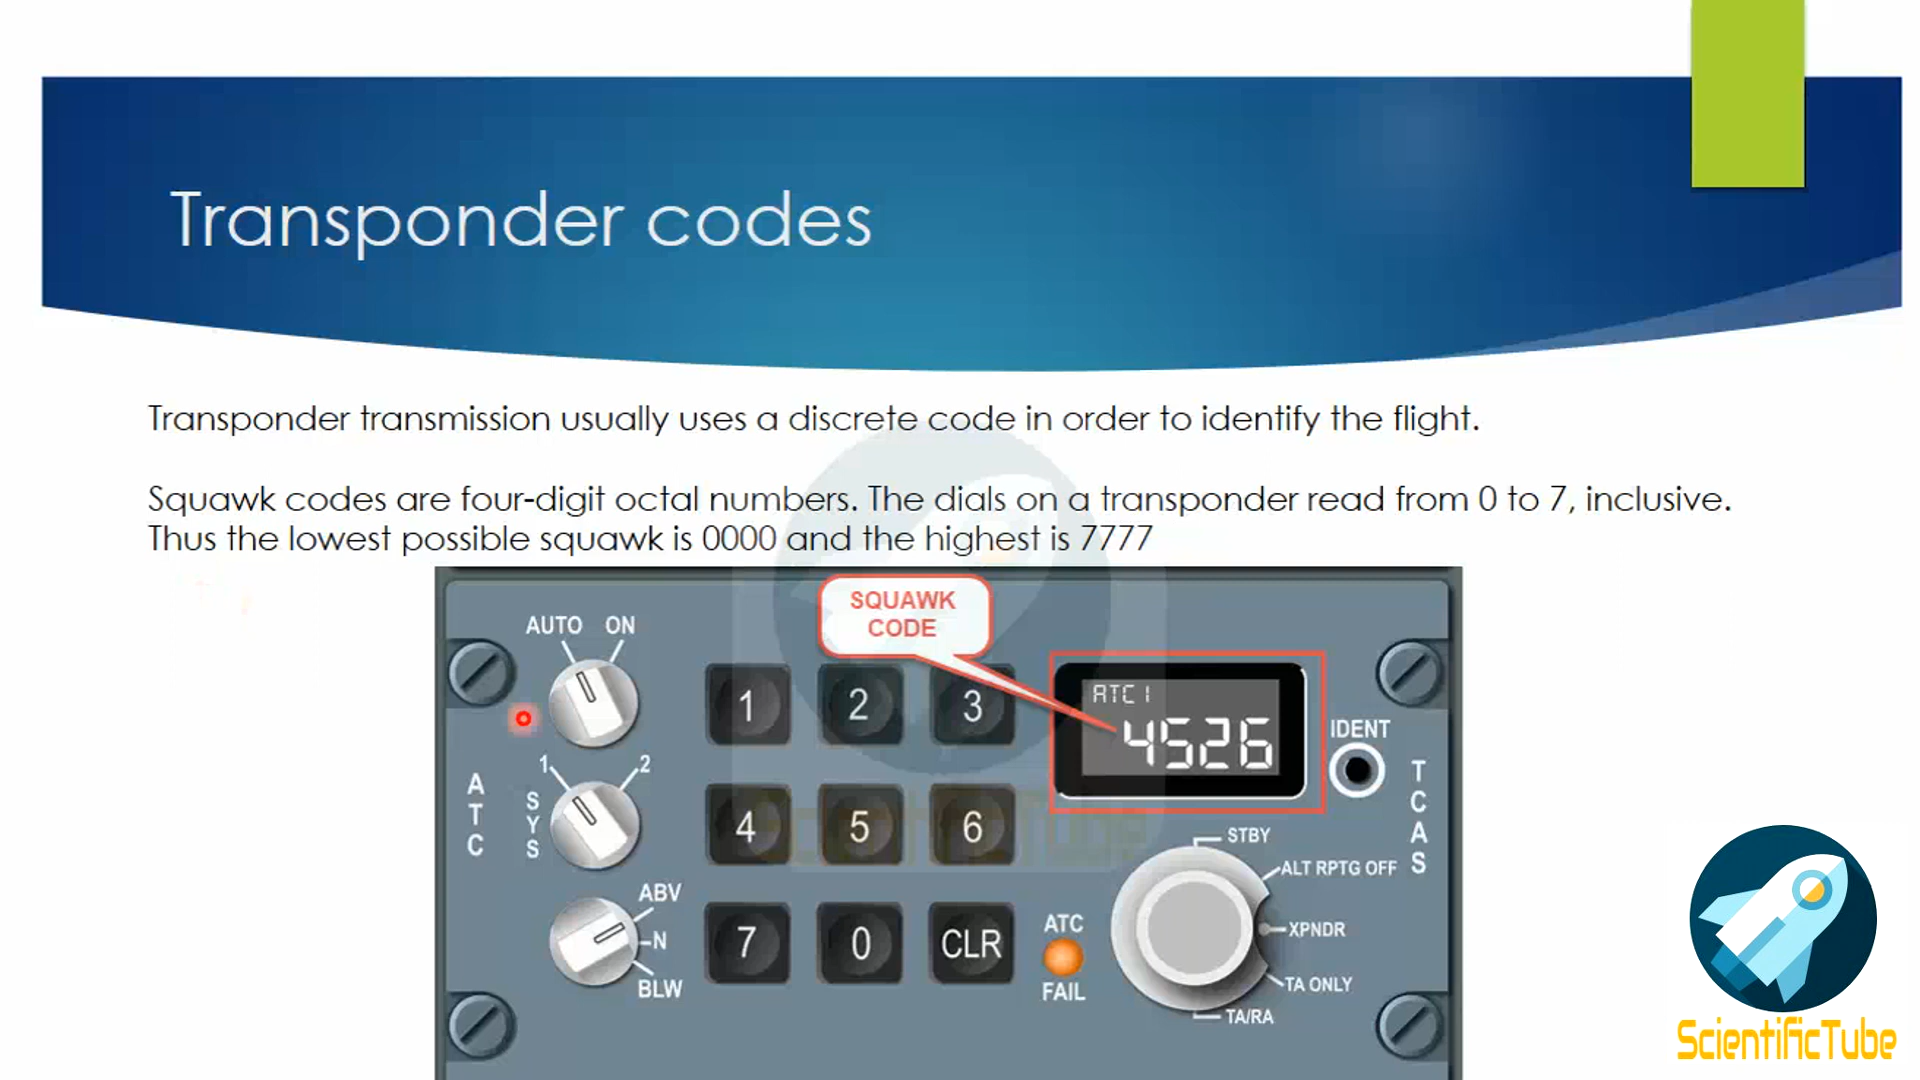 Transponder codes
Transponder transmission usually uses a discrete code in order to identify the flight.
Squawk codes are four-digit octal numbers. The dials on a transponder read from 0 to 7, inclusive.
Thus the lowest possible squawk is 0000 and the highest is 7777
SQUAWK
CODE
AUTO ON
1 2 3
ATC 1
4526
IDENT
1 2
SYS
ATC
TCAS
4 5 6
STBY
ALT RPTG OFF
XPNDR
TA ONLY
TA/RA
ABV
N
BLW
7 0 CLR
ATC
FAIL
ScientificTube
ScientificTube